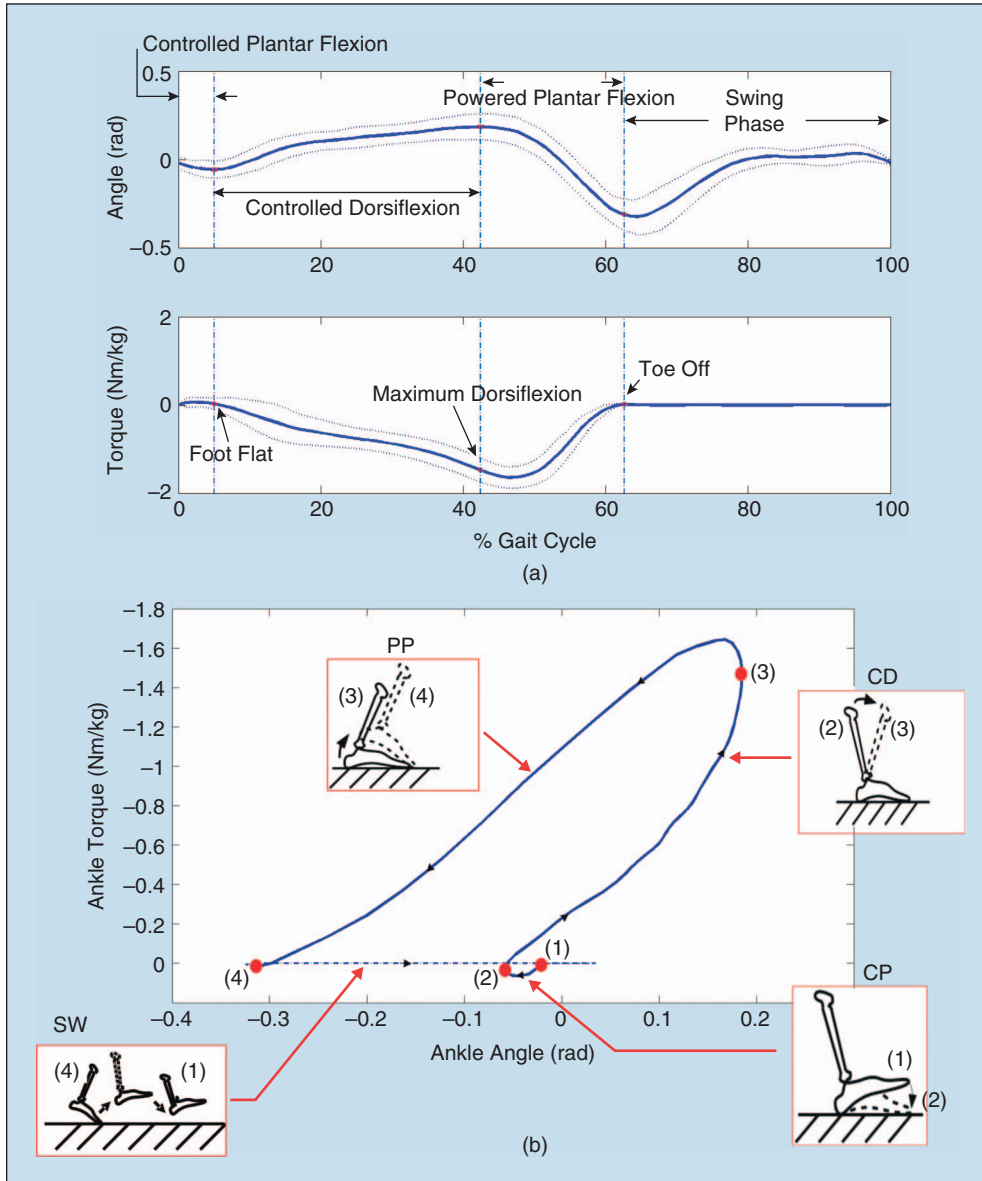 Controlled Plantar Flexion
0.5
0
–0.5
Angle (rad)
Powered Plantar Flexion
Swing
Phase
Controlled Dorsiflexion
0
20
40
60
80
100
2
0
–2
Torque (Nm/kg)
Maximum Dorsiflexion
Toe Off
Foot Flat
0
20
40
60
80
100
% Gait Cycle
(a)
–1.8
–1.6
–1.4
–1.2
–1
–0.8
–0.6
–0.4
–0.2
0
Ankle Torque (Nm/kg)
PP
(3)
(4)
(3)
CD
(2)
(3)
(4)
(2)
(1)
CP
(1)
(2)
–0.4
–0.3
–0.2
–0.1
0
0.1
0.2
Ankle Angle (rad)
SW
(4)
(1)
(b)